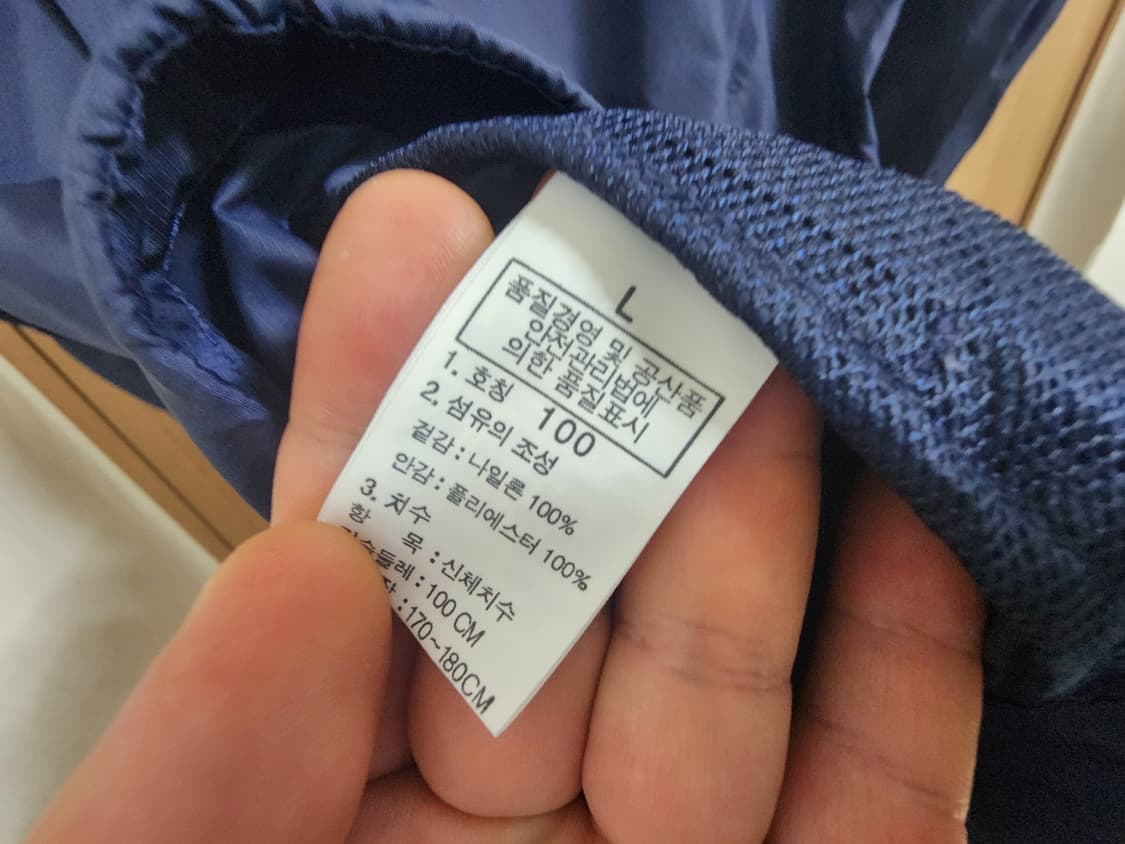 L
품질경영 및 공산품
안전관리법에
의한 품질표시
1. 호칭 100
2. 섬유의 조성
겉감 : 나일론 100%
안감 : 폴리에스터 100%
3. 치수
항 목 : 신체치수
슴둘레 : 100 CM
: 170~180CM